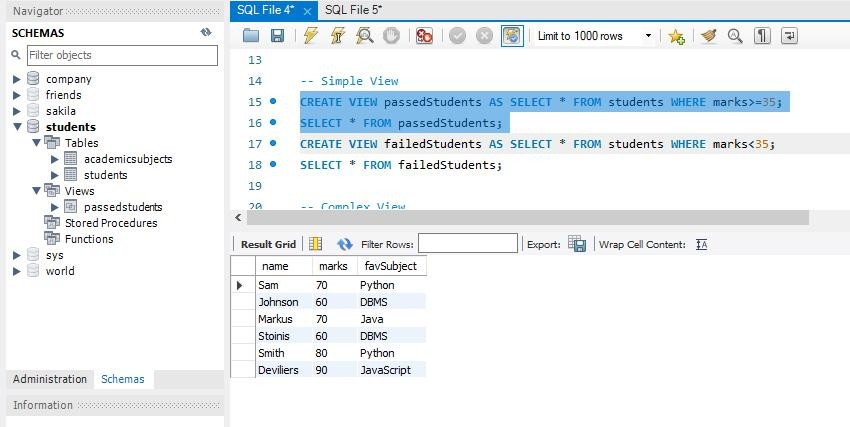 Navigator
SCHEMAS
Filter objects
company
friends
sakila
students
Tables
academicsubjects
students
Views
passedstudents
Stored Procedures
Functions
sys
world
Administration Schemas
Information
SQL File 4* SQL File 5*
Limit to 1000 rows
13
14 -- Simple View
15 CREATE VIEW passedStudents AS SELECT * FROM students WHERE marks>=35;
16 SELECT * FROM passedStudents;
17 CREATE VIEW failedStudents AS SELECT * FROM students WHERE marks<35;
18 SELECT * FROM failedStudents;
19
20 -- Complex View
Result Grid Filter Rows: Export: Wrap Cell Content:
name marks favSubject
Sam 70 Python
Johnson 60 DBMS
Markus 70 Java
Stoinis 60 DBMS
Smith 80 Python
Deviliers 90 JavaScript